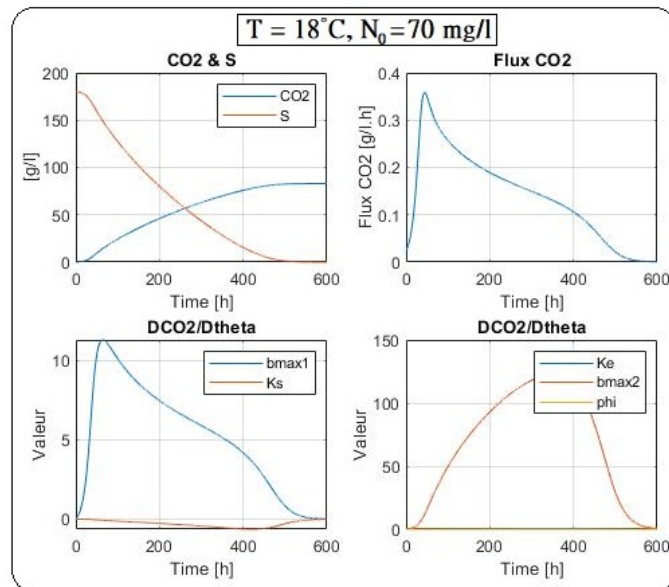 T = 18°C, N₀=70 mg/l
CO2 & S
200
150
100
50
0
[g/l]
CO2
S
0 200 400 600
Time [h]
Flux CO2
0.4
0.3
0.2
0.1
0
Flux CO2 [g/l.h]
0 200 400 600
Time [h]
DCO2/Dtheta
10
5
0
Valeur
bmax1
Ks
0 200 400 600
Time [h]
DCO2/Dtheta
150
100
50
0
Valeur
Ke
bmax2
phi
0 200 400 600
Time [h]